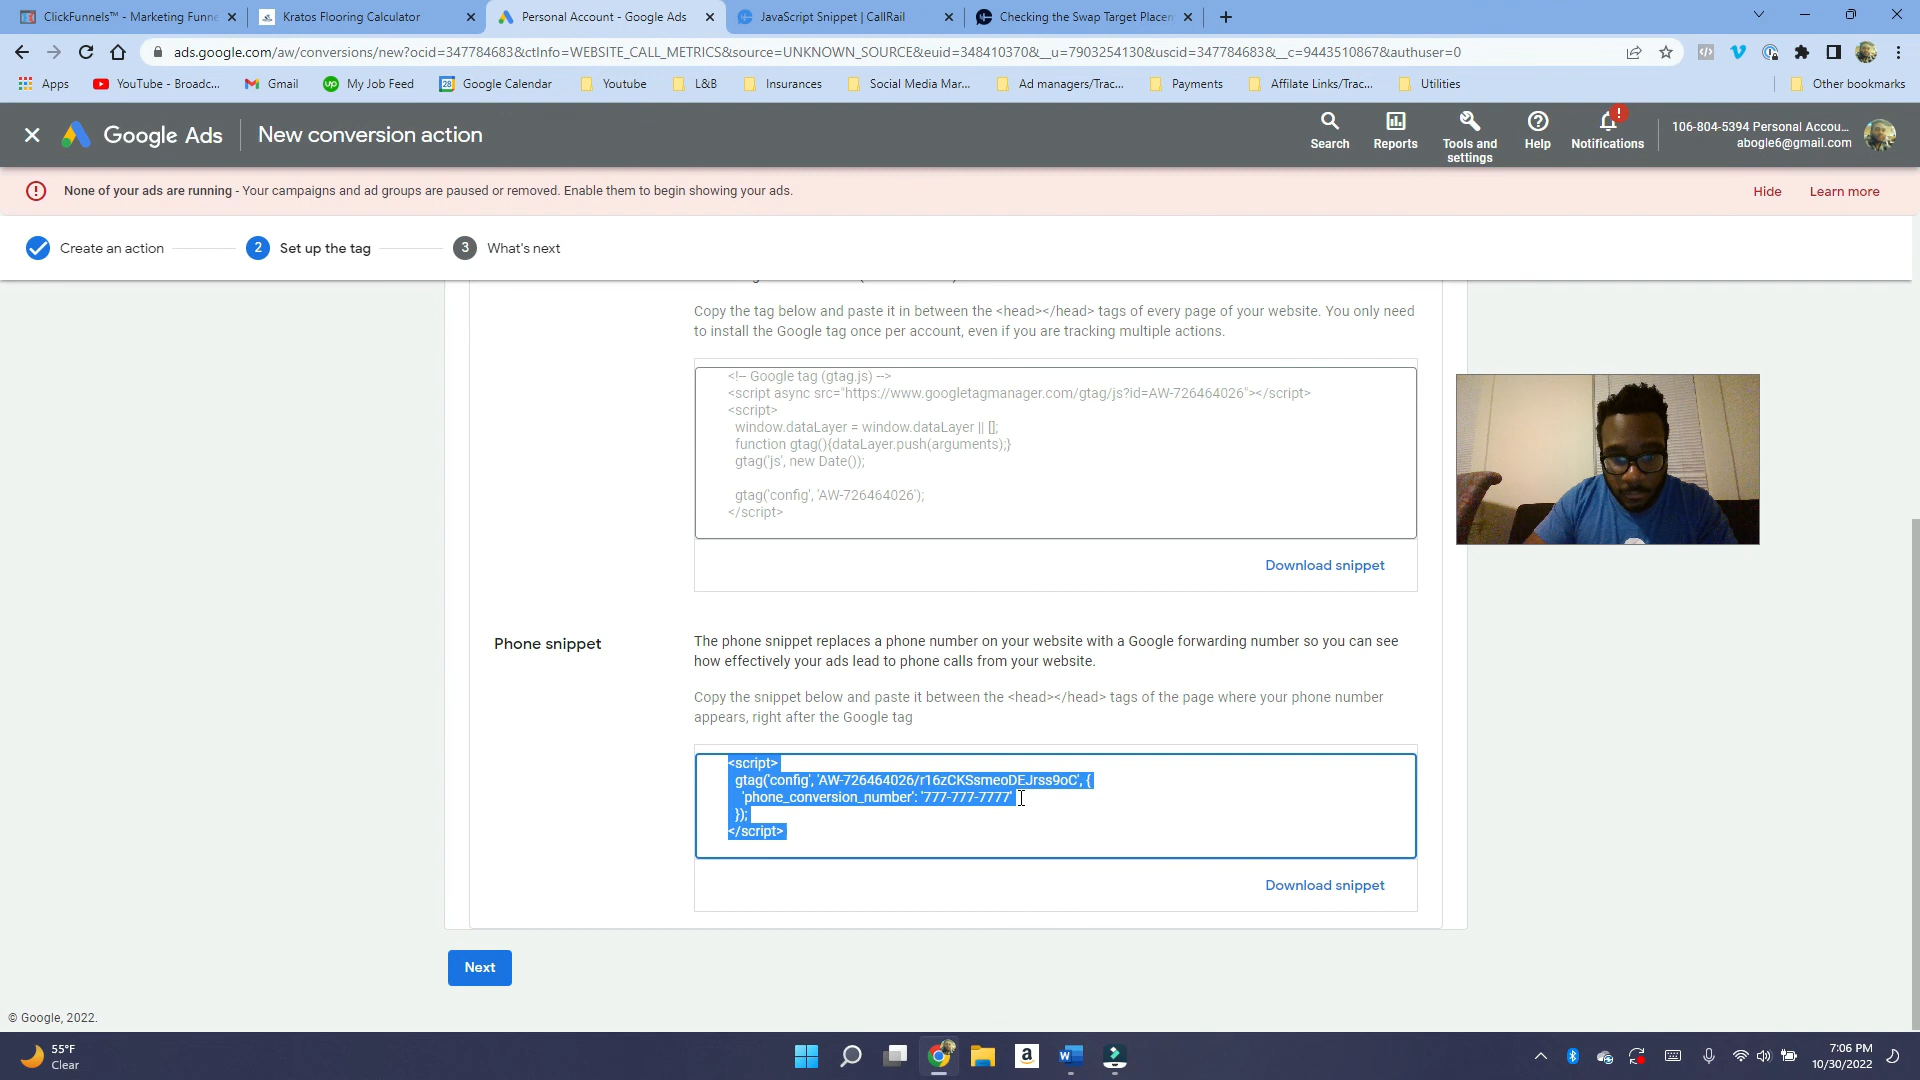 ClickFunnels™ - Marketing Funne
Kratos Flooring Calculator
Personal Account - Google Ads
JavaScript Snippet | CallRail
Checking the Swap Target Placen
ads.google.com/aw/conversions/new?ocid=347784683&ctInfo=WEBSITE_CALL_METRICS&source=UNKNOWN_SOURCE&euid=348410370&__u=7903254130&uscid=347784683&__c=9443510867&authuser=0
Apps
YouTube - Broadc...
Gmail
My Job Feed
Google Calendar
Youtube
L&B
Insurances
Social Media Mar...
Ad managers/Trac...
Payments
Affilate Links/Trac...
Utilities
Other bookmarks
Google Ads
New conversion action
Search
Reports
Tools and settings
Help
Notifications
106-804-5394 Personal Accou...
abogle6@gmail.com
None of your ads are running - Your campaigns and ad groups are paused or removed. Enable them to begin showing your ads.
Hide
Learn more
Create an action
2
Set up the tag
3
What's next
Copy the tag below and paste it in between the <head></head> tags of every page of your website. You only need
to install the Google tag once per account, even if you are tracking multiple actions.
<!-- Google tag (gtag.js) -->
<script async src="https://www.googletagmanager.com/gtag/js?id=AW-726464026"></script>
<script>
window.dataLayer = window.dataLayer || [];
function gtag(){dataLayer.push(arguments);}
gtag('js', new Date());
gtag('config', 'AW-726464026');
</script>
Download snippet
Phone snippet
The phone snippet replaces a phone number on your website with a Google forwarding number so you can see
how effectively your ads lead to phone calls from your website.
Copy the snippet below and paste it between the <head></head> tags of the page where your phone number
appears, right after the Google tag
<script>
gtag('config', 'AW-726464026/r16zCKSsmeoDEJrss9oC', {
'phone_conversion_number': '777-777-7777'
});
</script>
Download snippet
Next
© Google, 2022.
55°F
Clear
7:06 PM
10/30/2022